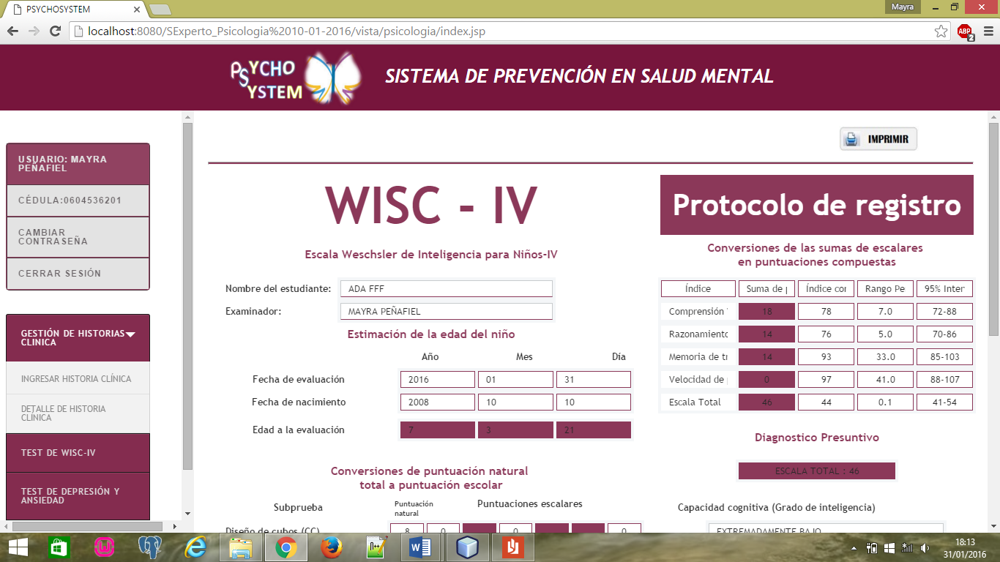 PSYCHOSYSTEM
Mayra
localhost:8080/SExperto_Psicologia%2010-01-2016/vista/psicologia/index.jsp
ABP
2
PSYCHO
SYSTEM
SISTEMA DE PREVENCIÓN EN SALUD MENTAL
USUARIO: MAYRA
PEÑAFIEL
CÉDULA:0604536201
CAMBIAR
CONTRASEÑA
CERRAR SESIÓN
GESTIÓN DE HISTORIAS
CLINICA
INGRESAR HISTORIA CLÍNICA
DETALLE DE HISTORIA
CLINICA
TEST DE WISC-IV
TEST DE DEPRESIÓN Y
ANSIEDAD
IMPRIMIR
WISC - IV
Escala Weschsler de Inteligencia para Niños-IV
Nombre del estudiante: ADA FFF
Examinador: MAYRA PEÑAFIEL
Estimación de la edad del niño
Año Mes Día
Fecha de evaluación 2016 01 31
Fecha de nacimiento 2008 10 10
Edad a la evaluación 7 3 21
Conversiones de puntuación natural
total a puntuación escolar
Subprueba Puntuación natural Puntuaciones escalares
Diseño de cubos (CC) 8 0 0 0
Protocolo de registro
Conversiones de las sumas de escalares
en puntuaciones compuestas
Índice Suma de Índice cor Rango Pe 95% Inter
Comprensión 18 78 7.0 72-88
Razonamiento 14 76 5.0 70-86
Memoria de tr 14 93 33.0 85-103
Velocidad de 0 97 41.0 88-107
Escala Total 46 44 0.1 41-54
Diagnostico Presuntivo
ESCALA TOTAL : 46
Capacidad cognitiva (Grado de inteligencia)
EXTREMADAMENTE BAJO
18:13
31/01/2016